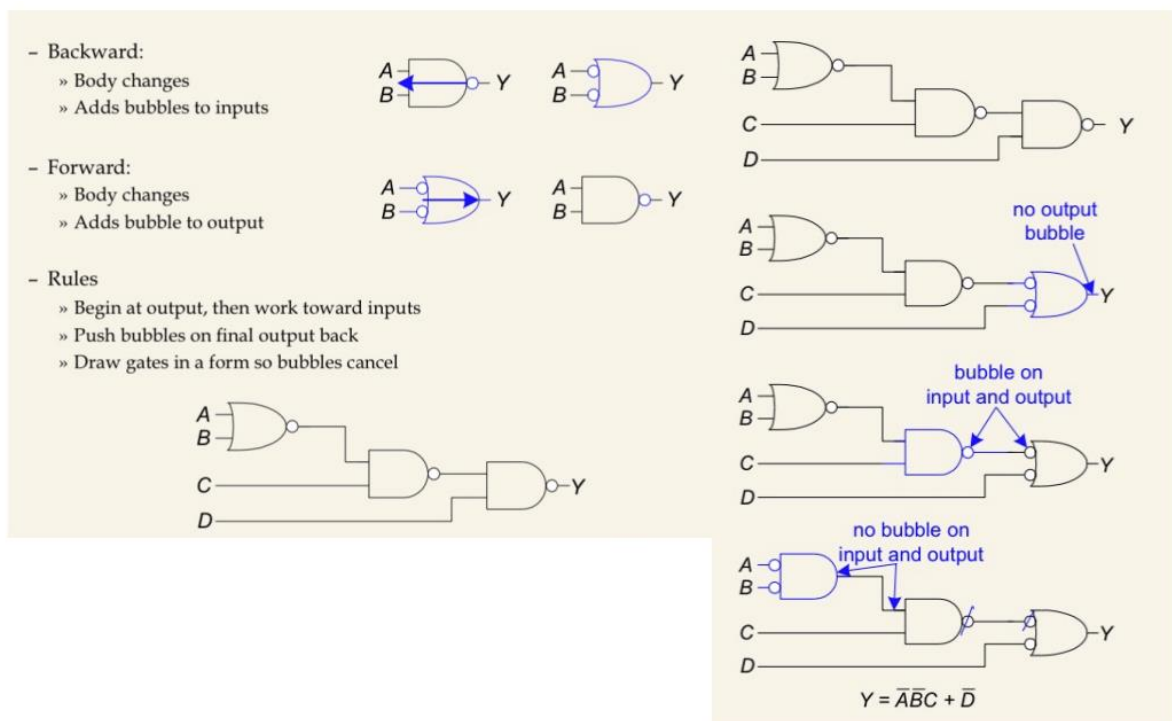 – Backward:
» Body changes
» Adds bubbles to inputs
A
B
Y
A
B
Y
– Forward:
» Body changes
» Adds bubble to output
A
B
Y
A
B
Y
– Rules
» Begin at output, then work toward inputs
» Push bubbles on final output back
» Draw gates in a form so bubbles cancel
A
B
C
D
Y
A
B
C
D
Y
no output
bubble
A
B
C
D
Y
bubble on
input and output
A
B
C
D
Y
no bubble on
input and output
A
B
C
D
Y
Y = A̅B̅C + D̅